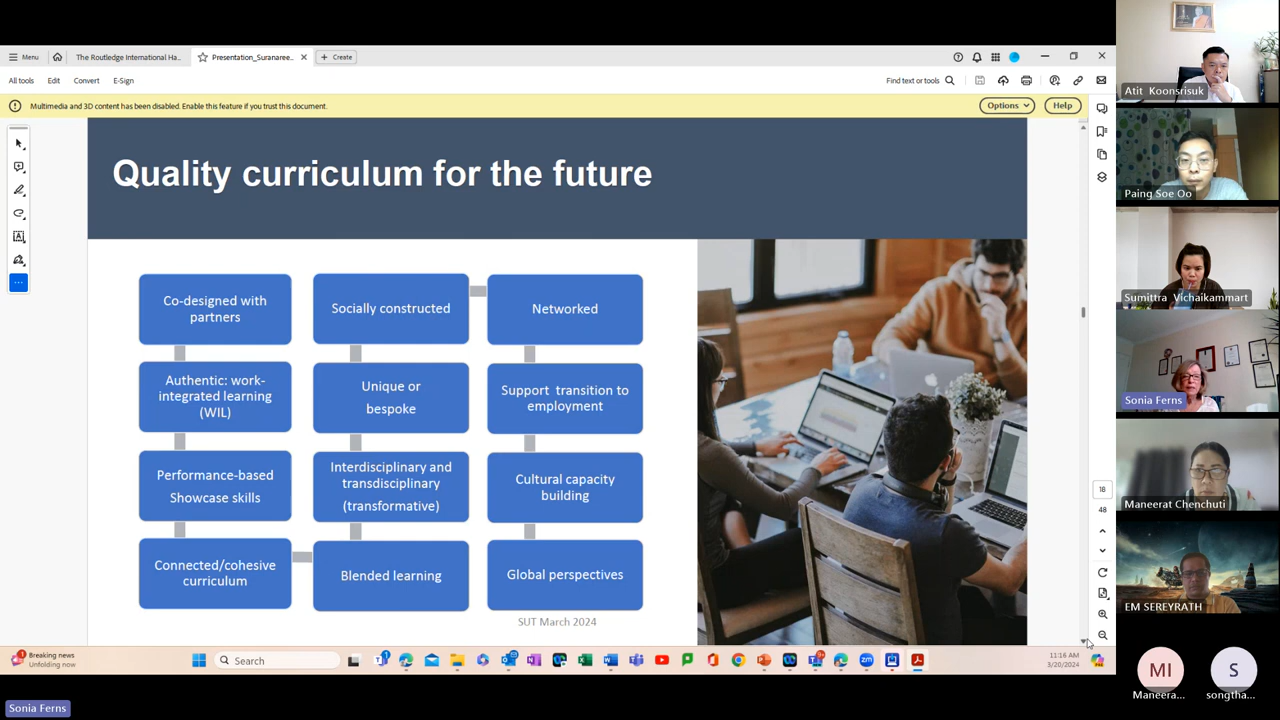 Menu
The Routledge International Ha...
Presentation_Suranaree...
Create
All tools
Edit
Convert
E-Sign
Find text or tools
Multimedia and 3D content has been disabled. Enable this feature if you trust this document.
Options
Help
Quality curriculum for the future
Co-designed with
partners
Authentic: work-
integrated learning
(WIL)
Performance-based
Showcase skills
Connected/cohesive
curriculum
Socially constructed
Unique or
bespoke
Interdisciplinary and
transdisciplinary
(transformative)
Blended learning
Networked
Support transition to
employment
Cultural capacity
building
Global perspectives
SUT March 2024
18
48
Breaking news
Unfolding now
Search
11:16 AM
3/20/2024
Atit Koonsrisuk
Paing Soe Oo
Sumittra Vichaikammart
Sonia Ferns
Maneerat Chenchuti
EM SEREYRATH
MI
Maneera...
S
songtha...
Sonia Ferns